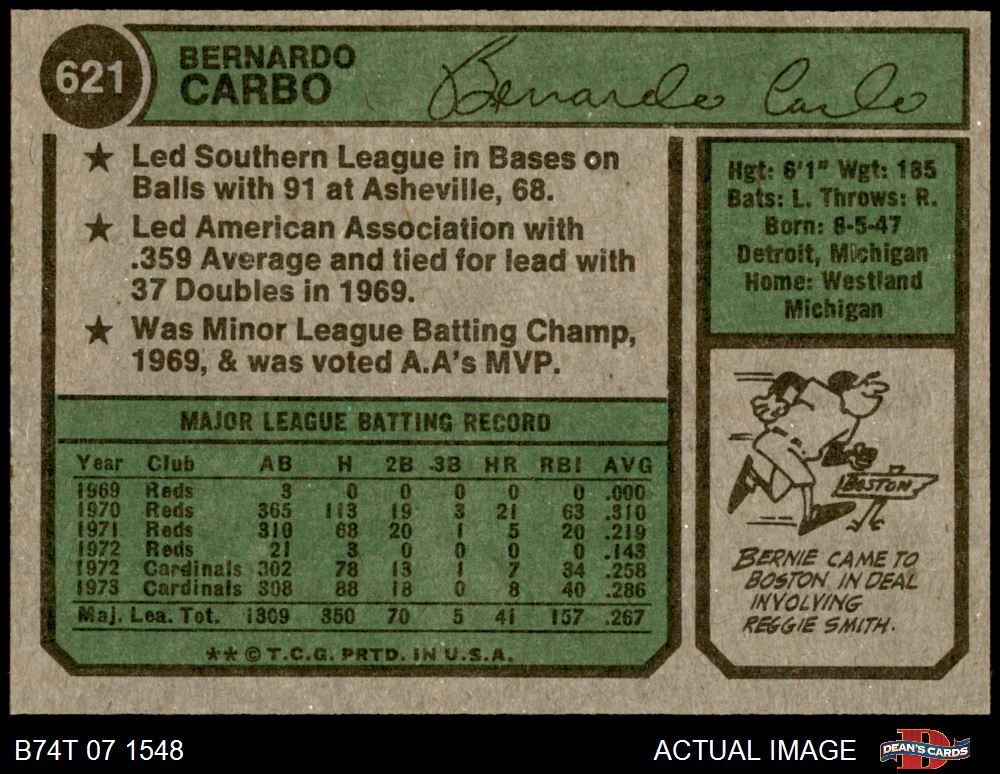 621
BERNARDO
CARBO
Bernardo Carbo
★ Led Southern League in Bases on
Balls with 91 at Asheville, 68.
★ Led American Association with
.359 Average and tied for lead with
37 Doubles in 1969.
★ Was Minor League Batting Champ,
1969, & was voted A.A's MVP.
Hgt: 6'1" Wgt: 185
Bats: L. Throws: R.
Born: 8-5-47
Detroit, Michigan
Home: Westland
Michigan
MAJOR LEAGUE BATTING RECORD
Year Club AB H 2B 3B HR RBI AVG
1969 Reds 3 0 0 0 0 0 .000
1970 Reds 365 113 19 3 21 63 .310
1971 Reds 310 68 20 1 5 20 .219
1972 Reds 21 3 0 0 0 0 .143
1972 Cardinals 302 78 13 1 7 34 .258
1973 Cardinals 308 88 18 0 8 40 .286
Maj. Lea. Tot. 1309 350 70 5 41 157 .267
** © T.C.G. PRTD. IN U.S.A.
BOSTON
BERNIE CAME TO
BOSTON IN DEAL
INVOLVING
REGGIE SMITH.
B74T 07 1548
ACTUAL IMAGE
DEAN'S CARDS